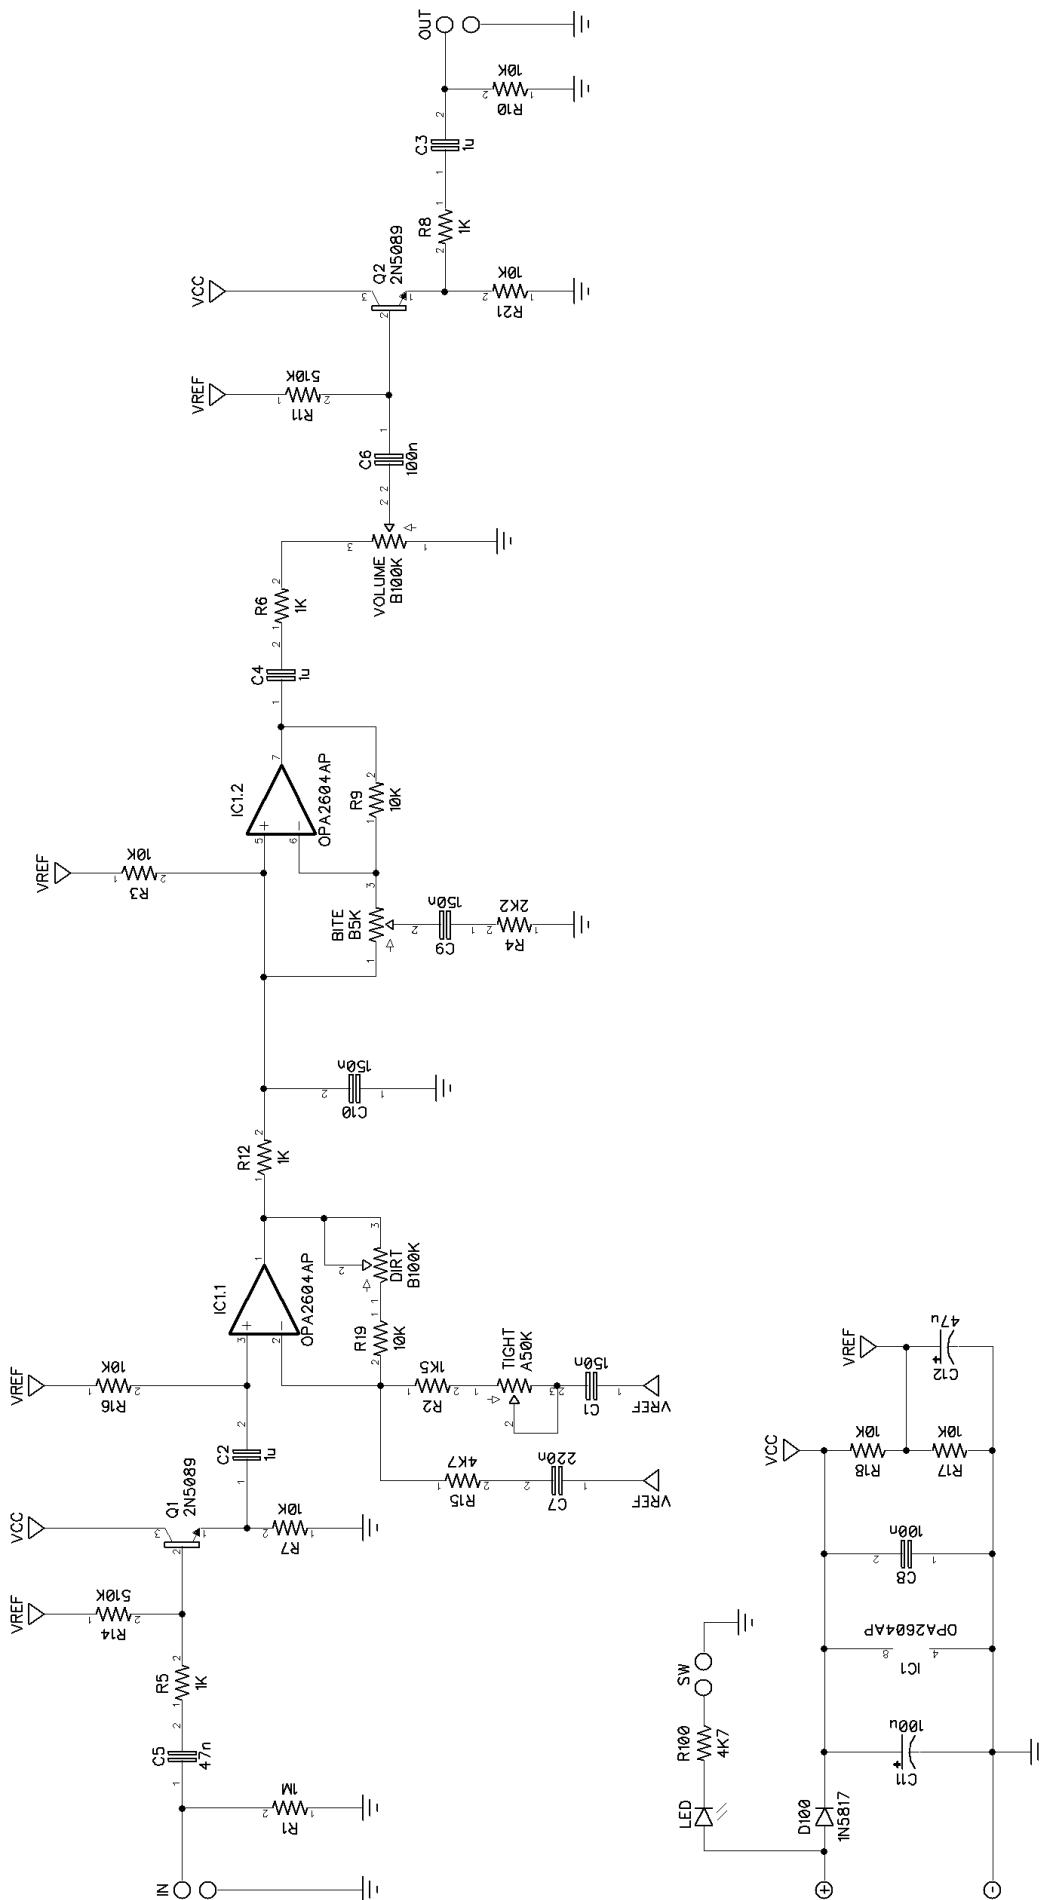 IN
R1
1M
C5
47n
R5
1K
VREF
R14
510K
VCC
Q1
2N5089
R7
10K
C2
1u
VREF
R16
10K
IC1.1
OPA2604AP
R19
10K
DIRT
B100K
R2
1K5
TIGHT
A50K
C1
150n
VREF
R15
4K7
C7
220n
VREF
R12
1K
C10
150n
BITE
B5K
C9
150n
R4
2K2
VREF
R3
10K
IC1.2
OPA2604AP
R9
10K
C4
1u
R6
1K
VOLUME
B100K
C6
100n
VREF
R11
510K
VCC
Q2
2N5089
R21
10K
R8
1K
C3
1u
R10
10K
OUT
LED
R100
4K7
SW
D100
1N5817
C11
100u
+
IC1
OPA2604AP
8
4
C8
100n
VCC
R18
10K
R17
10K
VREF
C12
47u
+
+
-